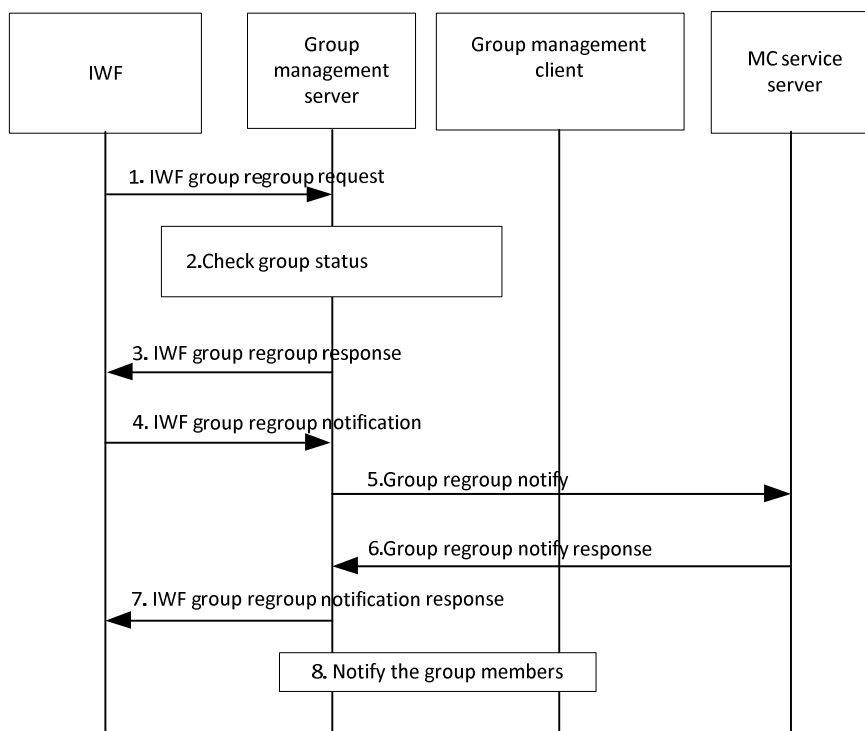 IWF
Group
management
server
Group management
client
MC service
server
1. IWF group regroup request
2.Check group status
3. IWF group regroup response
4. IWF group regroup notification
5.Group regroup notify
6.Group regroup notify response
7. IWF group regroup notification response
8. Notify the group members